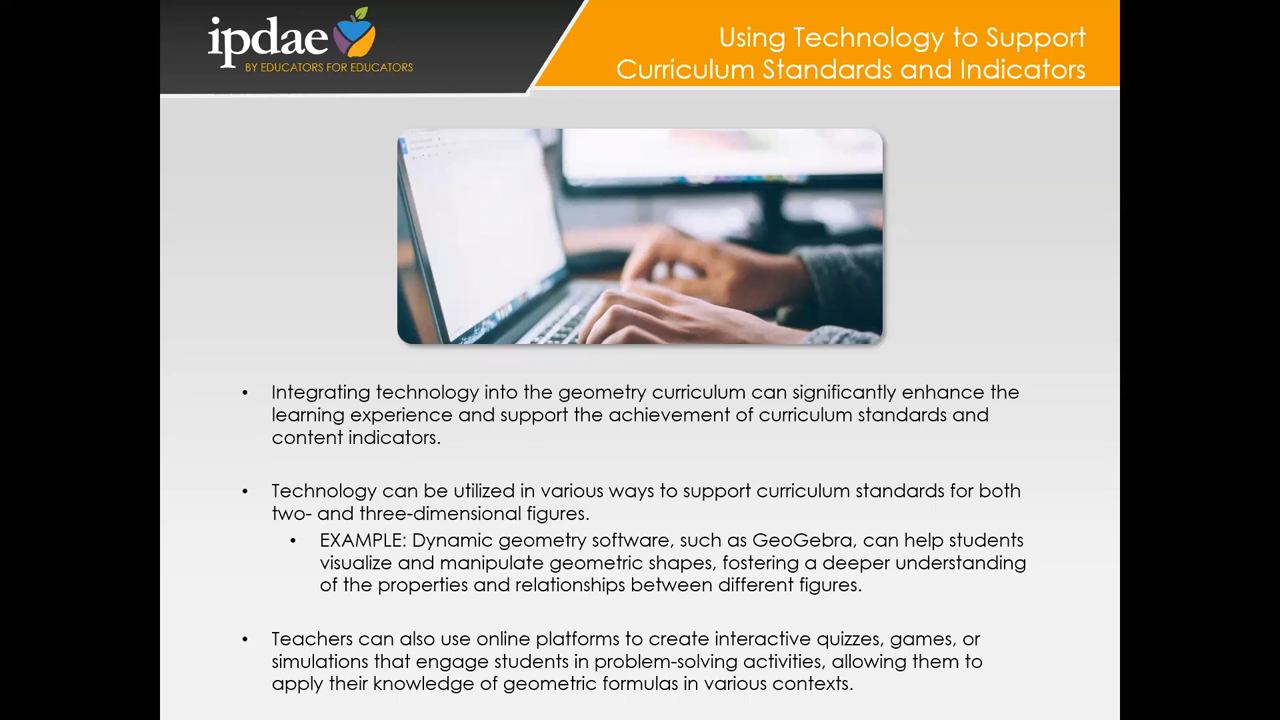 ipdae
BY EDUCATORS FOR EDUCATORS
Using Technology to Support
Curriculum Standards and Indicators
• Integrating technology into the geometry curriculum can significantly enhance the
learning experience and support the achievement of curriculum standards and
content indicators.
• Technology can be utilized in various ways to support curriculum standards for both
two- and three-dimensional figures.
• EXAMPLE: Dynamic geometry software, such as GeoGebra, can help students
visualize and manipulate geometric shapes, fostering a deeper understanding
of the properties and relationships between different figures.
• Teachers can also use online platforms to create interactive quizzes, games, or
simulations that engage students in problem-solving activities, allowing them to
apply their knowledge of geometric formulas in various contexts.